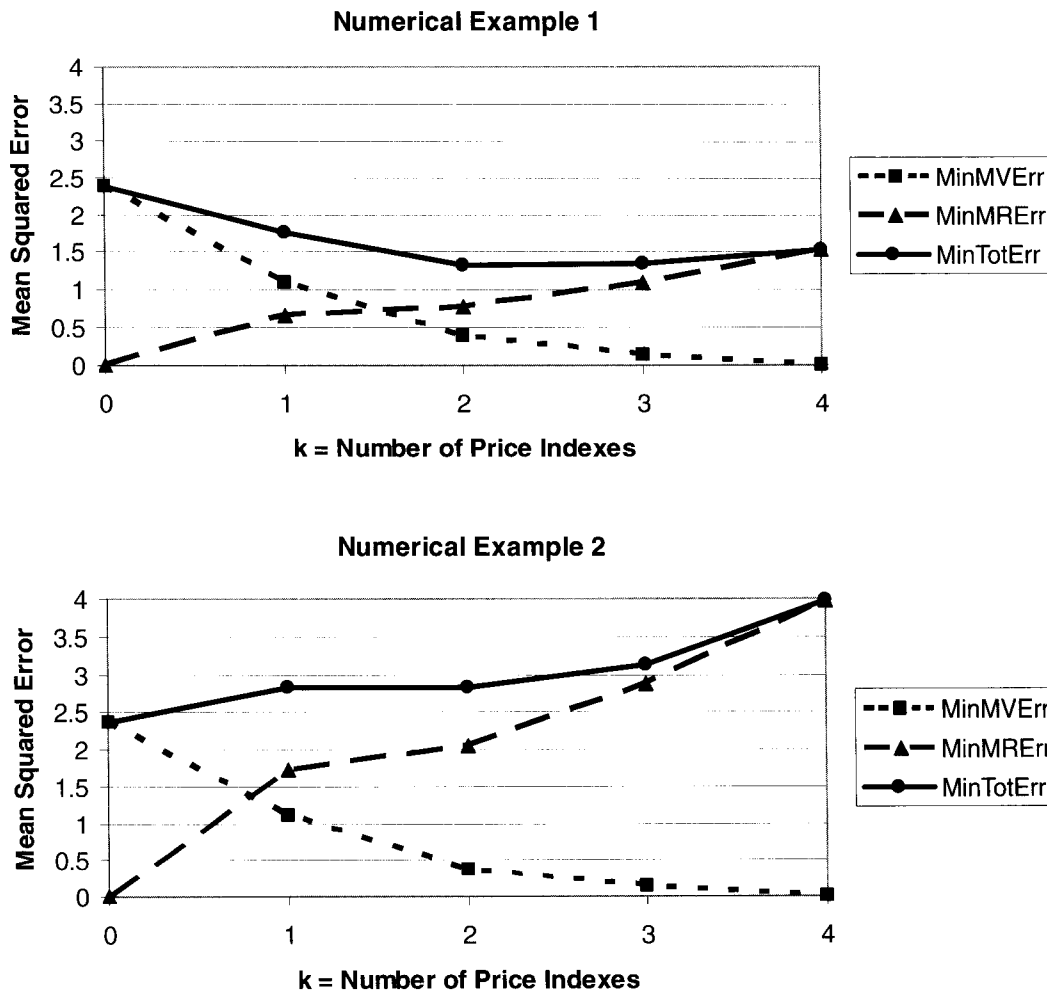 Numerical Example 1
Mean Squared Error
4
3.5
3
2.5
2
1.5
1
0.5
0
0 1 2 3 4
k = Number of Price Indexes
MinMVErr
MinMRErr
MinTotErr
Numerical Example 2
Mean Squared Error
4
3.5
3
2.5
2
1.5
1
0.5
0
0 1 2 3 4
k = Number of Price Indexes
MinMVErr
MinMRErr
MinTotErr